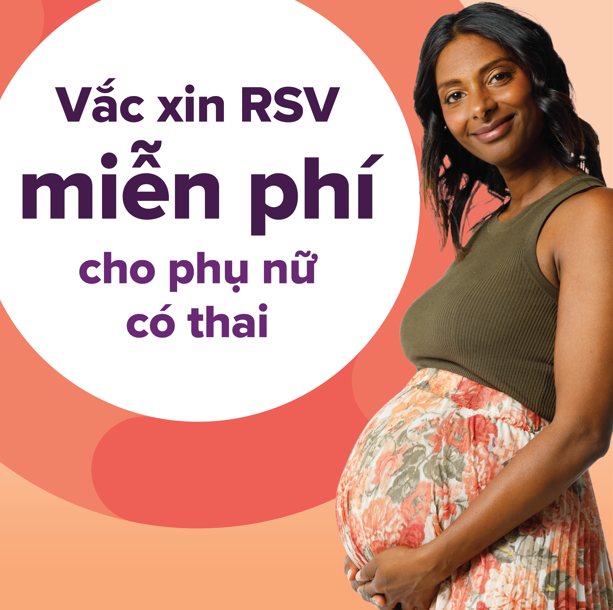 Vắc xin RSV
miễn phí
cho phụ nữ
có thai